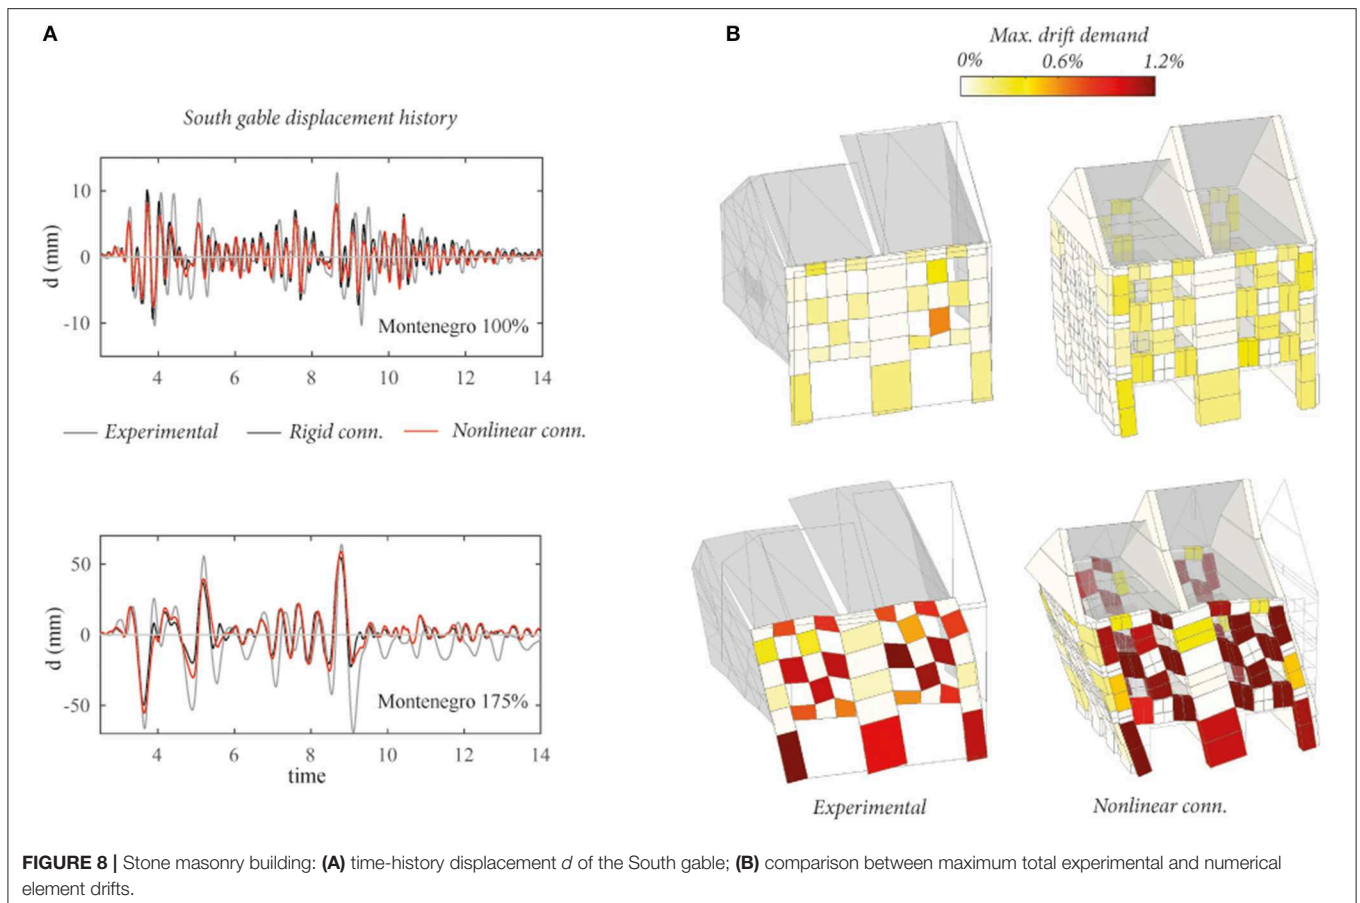 A
South gable displacement history
d (mm)
10
0
-10
Montenegro 100%
4 6 8 10 12 14
Experimental Rigid conn. Nonlinear conn.
d (mm)
50
0
-50
Montenegro 175%
4 6 8 10 12 14
time
B
Max. drift demand
0% 0.6% 1.2%
Experimental Nonlinear conn.
FIGURE 8 | Stone masonry building: (A) time-history displacement d of the South gable; (B) comparison between maximum total experimental and numerical
element drifts.